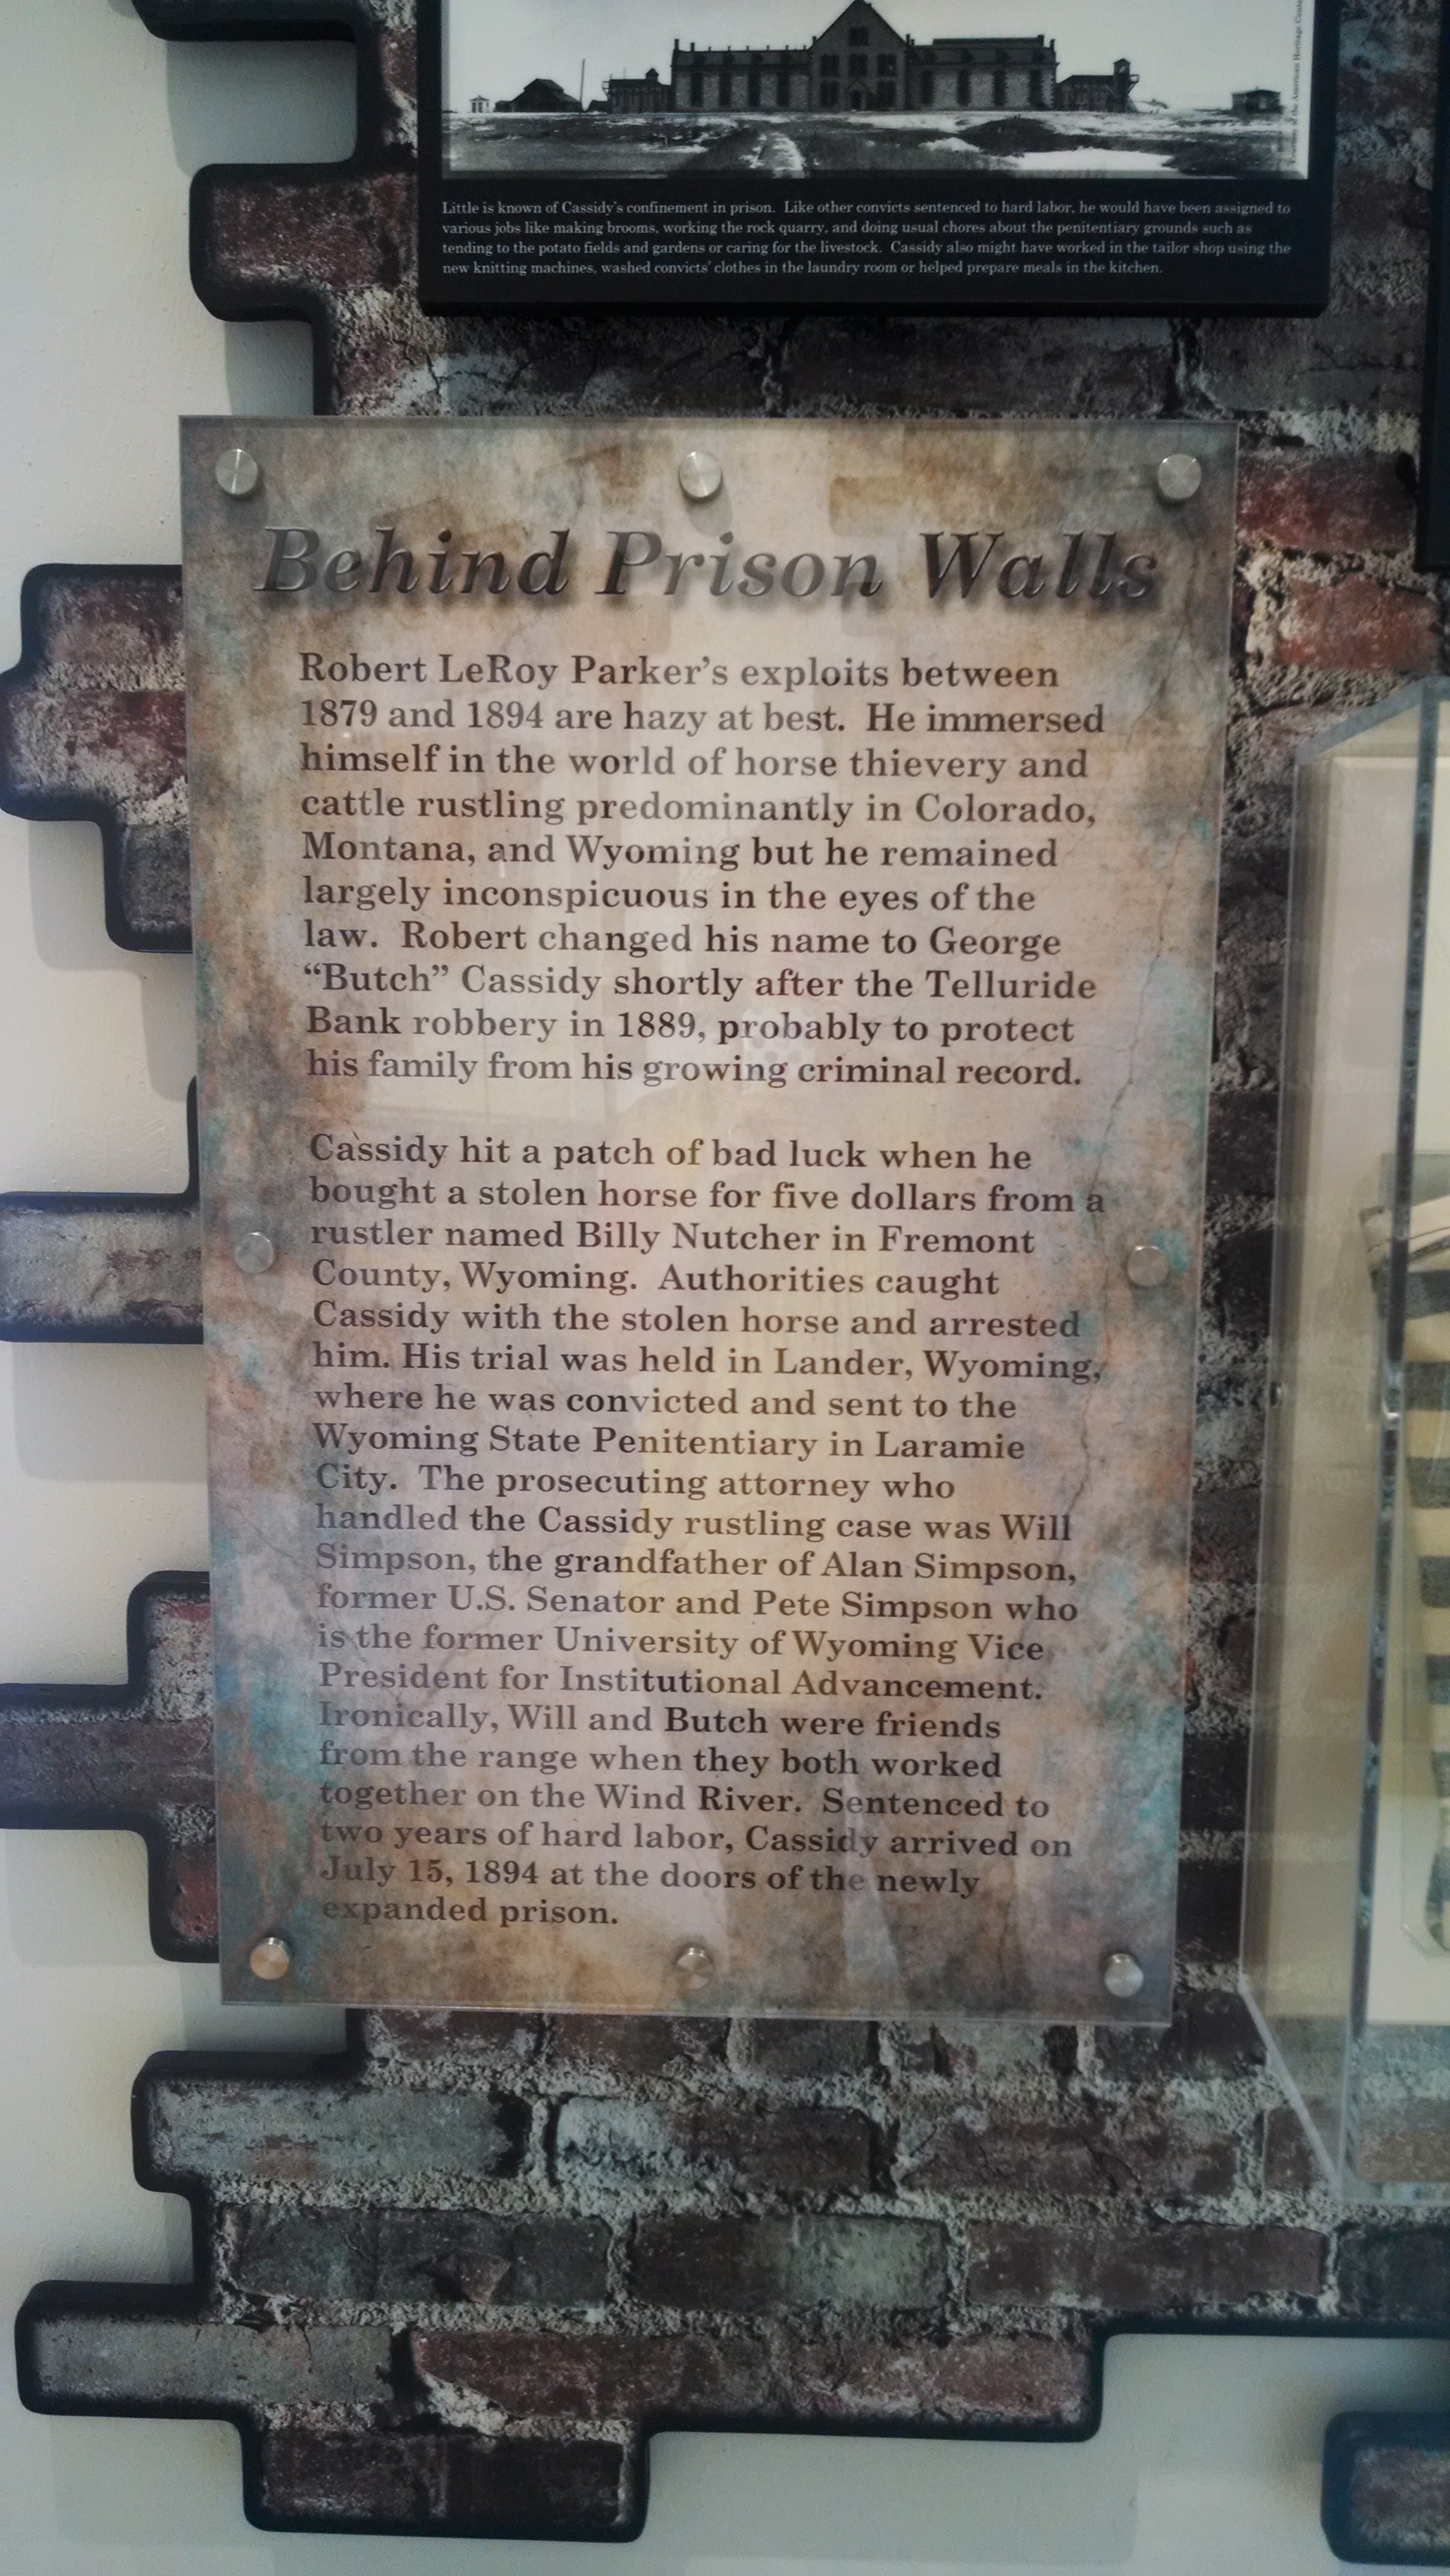 Little is known of Cassidy's confinement in prison.  Like other convicts sentenced to hard labor, he would have been assigned to
various jobs like making brooms, working the rock quarry, and doing usual chores about the penitentiary grounds such as
tending to the potato fields and gardens or caring for the livestock.  Cassidy also might have worked in the tailor shop using the
new knitting machines, washed convicts' clothes in the laundry room or helped prepare meals in the kitchen.
Behind Prison Walls
Robert LeRoy Parker's exploits between
1879 and 1894 are hazy at best.  He immersed
himself in the world of horse thievery and
cattle rustling predominantly in Colorado,
Montana, and Wyoming but he remained
largely inconspicuous in the eyes of the
law.  Robert changed his name to George
“Butch” Cassidy shortly after the Telluride
Bank robbery in 1889, probably to protect
his family from his growing criminal record.
Cassidy hit a patch of bad luck when he
bought a stolen horse for five dollars from a
rustler named Billy Nutcher in Fremont
County, Wyoming.  Authorities caught
Cassidy with the stolen horse and arrested
him. His trial was held in Lander, Wyoming,
where he was convicted and sent to the
Wyoming State Penitentiary in Laramie
City.  The prosecuting attorney who
handled the Cassidy rustling case was Will
Simpson, the grandfather of Alan Simpson,
former U.S. Senator and Pete Simpson who
is the former University of Wyoming Vice
President for Institutional Advancement.
Ironically, Will and Butch were friends
from the range when they both worked
together on the Wind River.  Sentenced to
two years of hard labor, Cassidy arrived on
July 15, 1894 at the doors of the newly
expanded prison.
the American Heritage